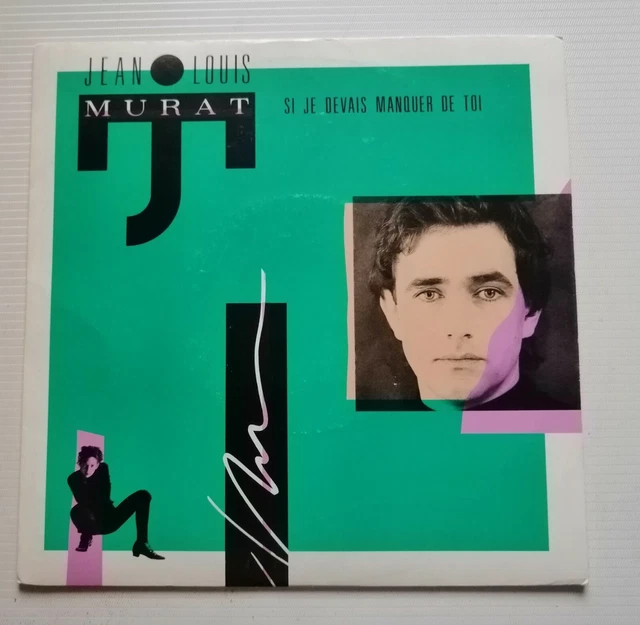 JEAN LOUIS
MURAT
SI JE DEVAIS MANQUER DE TOI